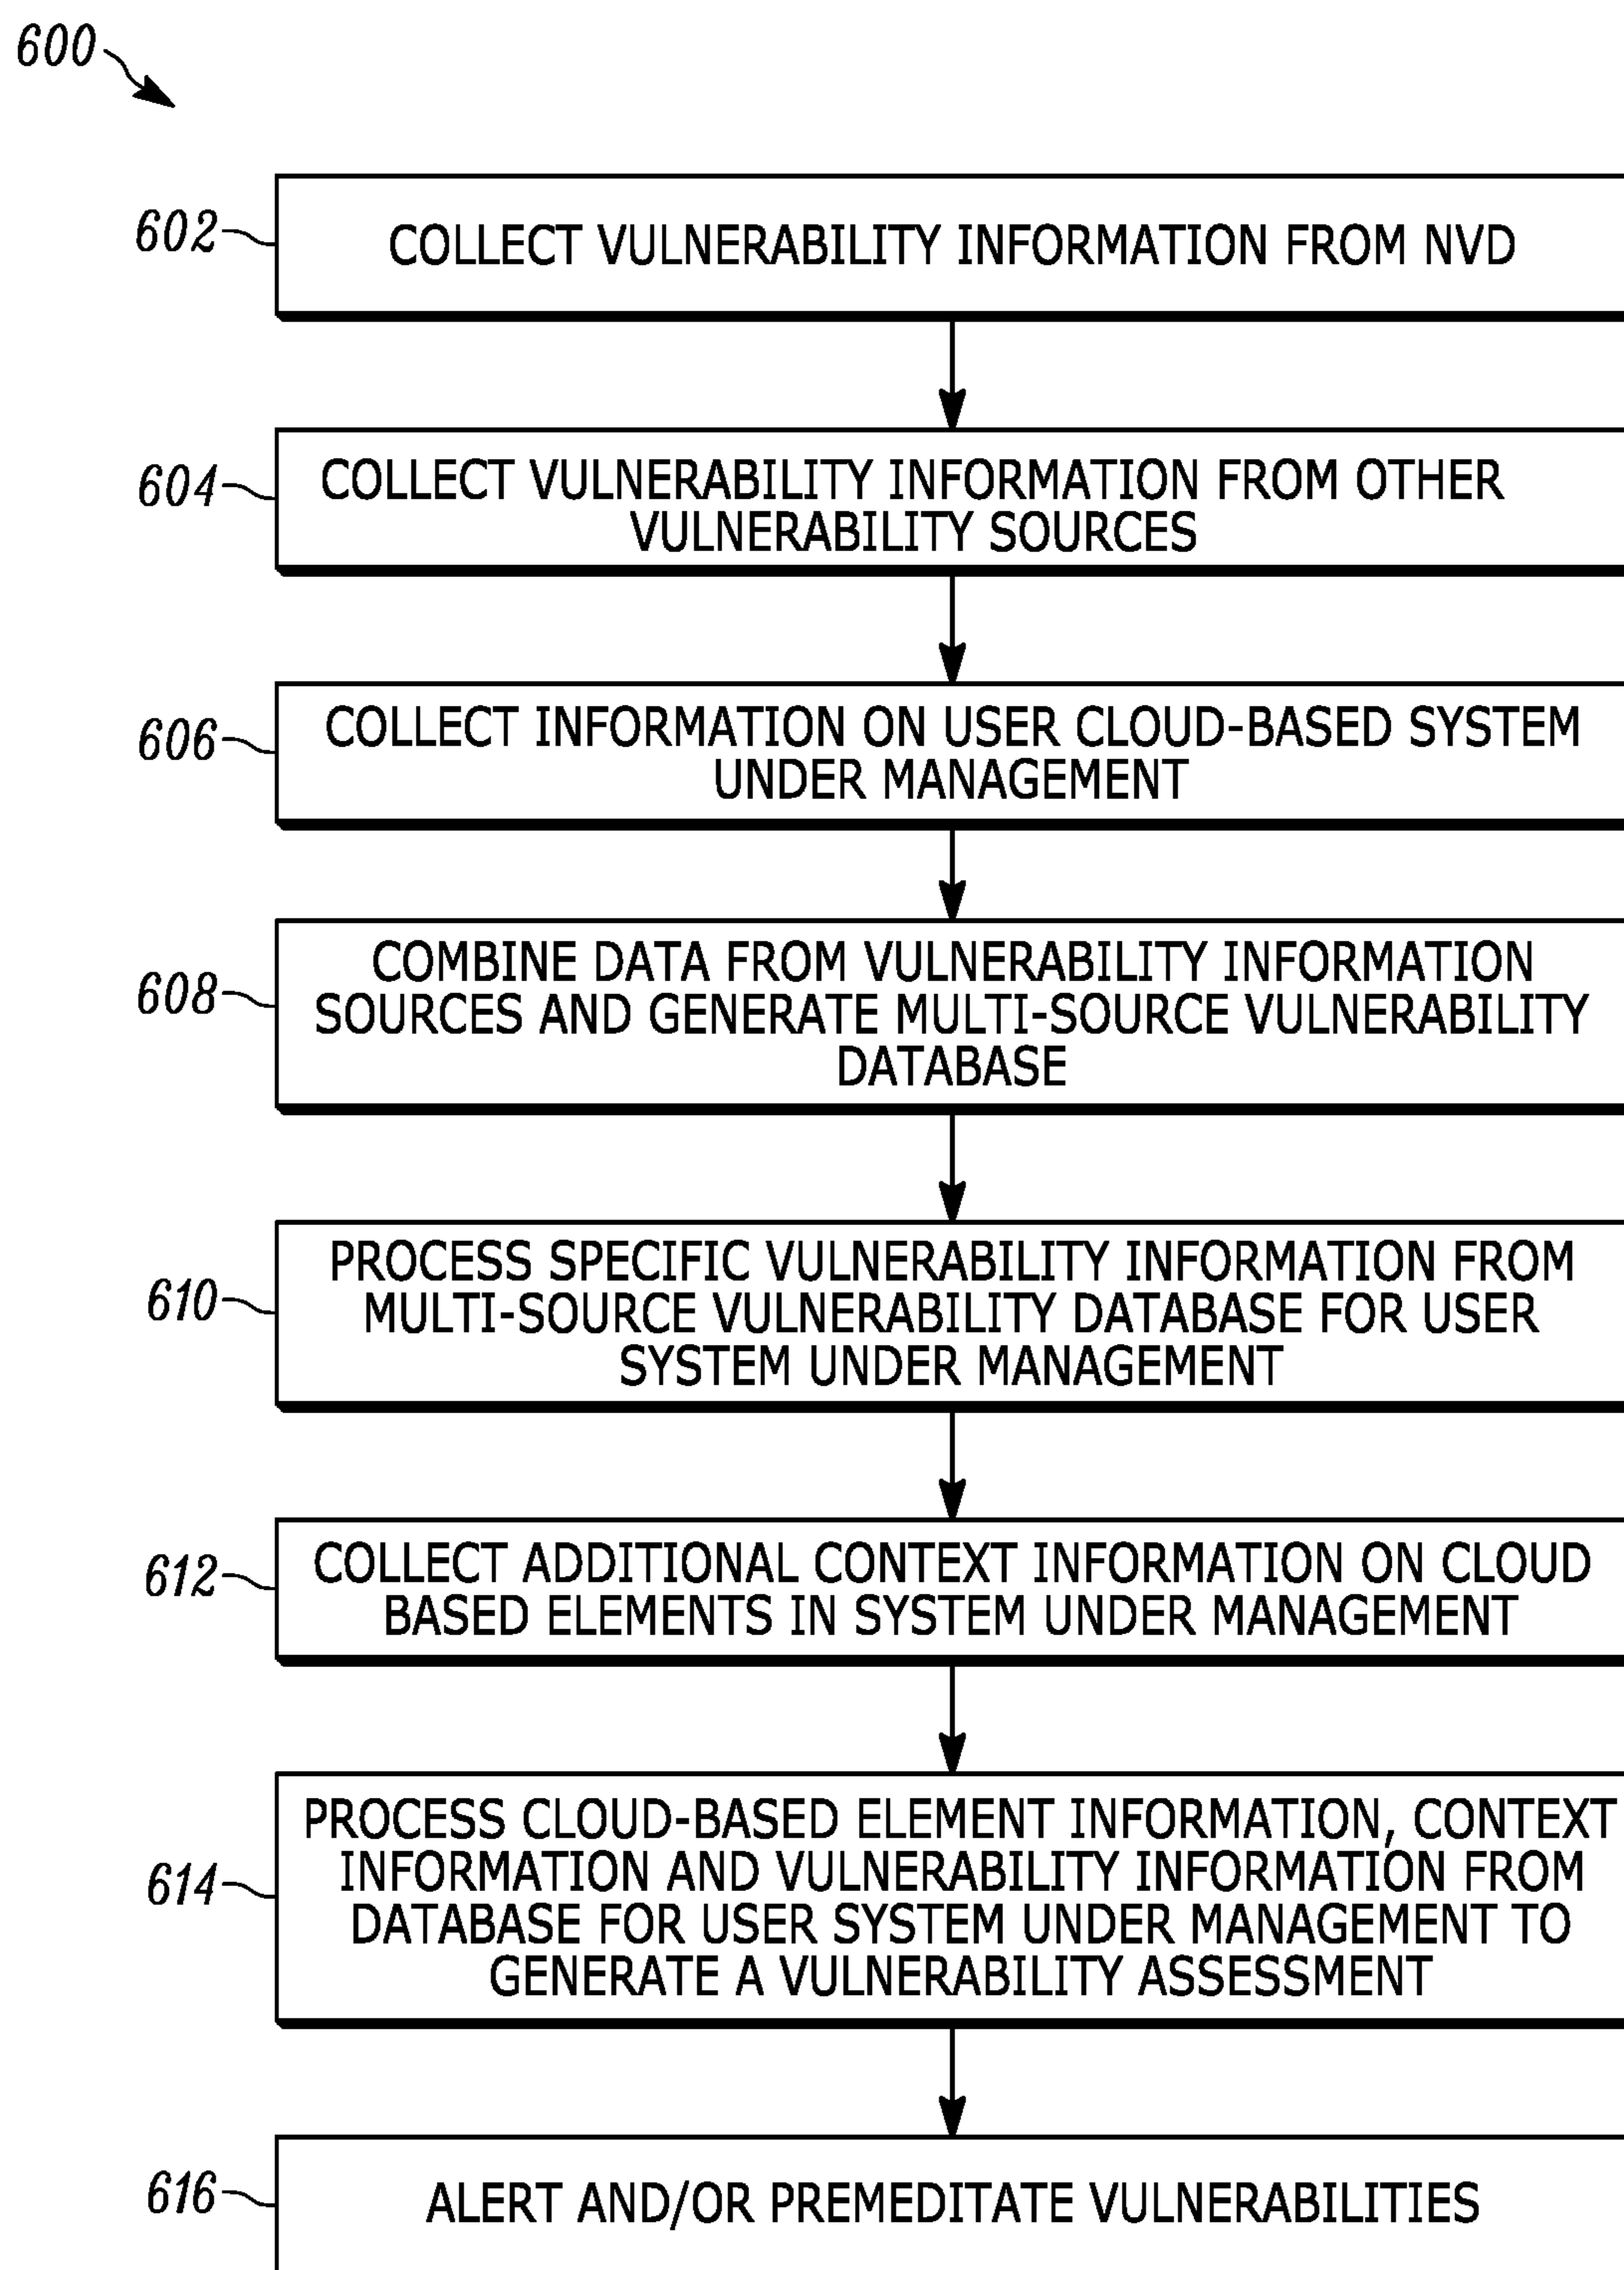 600
602
COLLECT VULNERABILITY INFORMATION FROM NVD
604
COLLECT VULNERABILITY INFORMATION FROM OTHER
VULNERABILITY SOURCES
606
COLLECT INFORMATION ON USER CLOUD-BASED SYSTEM
UNDER MANAGEMENT
608
COMBINE DATA FROM VULNERABILITY INFORMATION
SOURCES AND GENERATE MULTI-SOURCE VULNERABILITY
DATABASE
610
PROCESS SPECIFIC VULNERABILITY INFORMATION FROM
MULTI-SOURCE VULNERABILITY DATABASE FOR USER
SYSTEM UNDER MANAGEMENT
612
COLLECT ADDITIONAL CONTEXT INFORMATION ON CLOUD
BASED ELEMENTS IN SYSTEM UNDER MANAGEMENT
614
PROCESS CLOUD-BASED ELEMENT INFORMATION, CONTEXT
INFORMATION AND VULNERABILITY INFORMATION FROM
DATABASE FOR USER SYSTEM UNDER MANAGEMENT TO
GENERATE A VULNERABILITY ASSESSMENT
616
ALERT AND/OR PREMEDITATE VULNERABILITIES